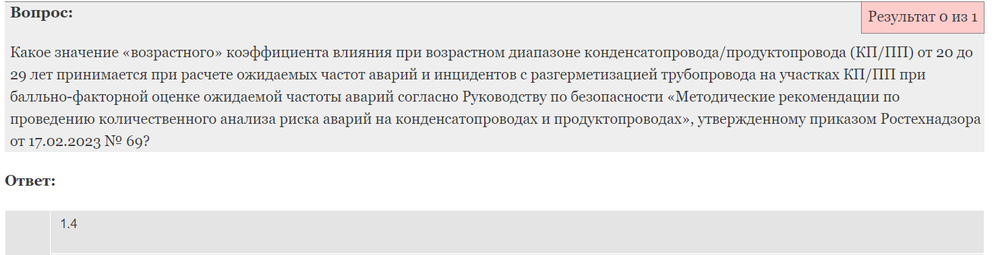 Вопрос:
Результат 0 из 1
Какое значение «возрастного» коэффициента влияния при возрастном диапазоне конденсатопровода/продуктопровода (КП/ПП) от 20 до
29 лет принимается при расчете ожидаемых частот аварий и инцидентов с разгерметизацией трубопровода на участках КП/ПП при
балльно-факторной оценке ожидаемой частоты аварий согласно Руководству по безопасности «Методические рекомендации по
проведению количественного анализа риска аварий на конденсатопроводах и продуктопроводах», утвержденному приказом Ростехнадзора
от 17.02.2023 № 69?
Ответ:
1.4